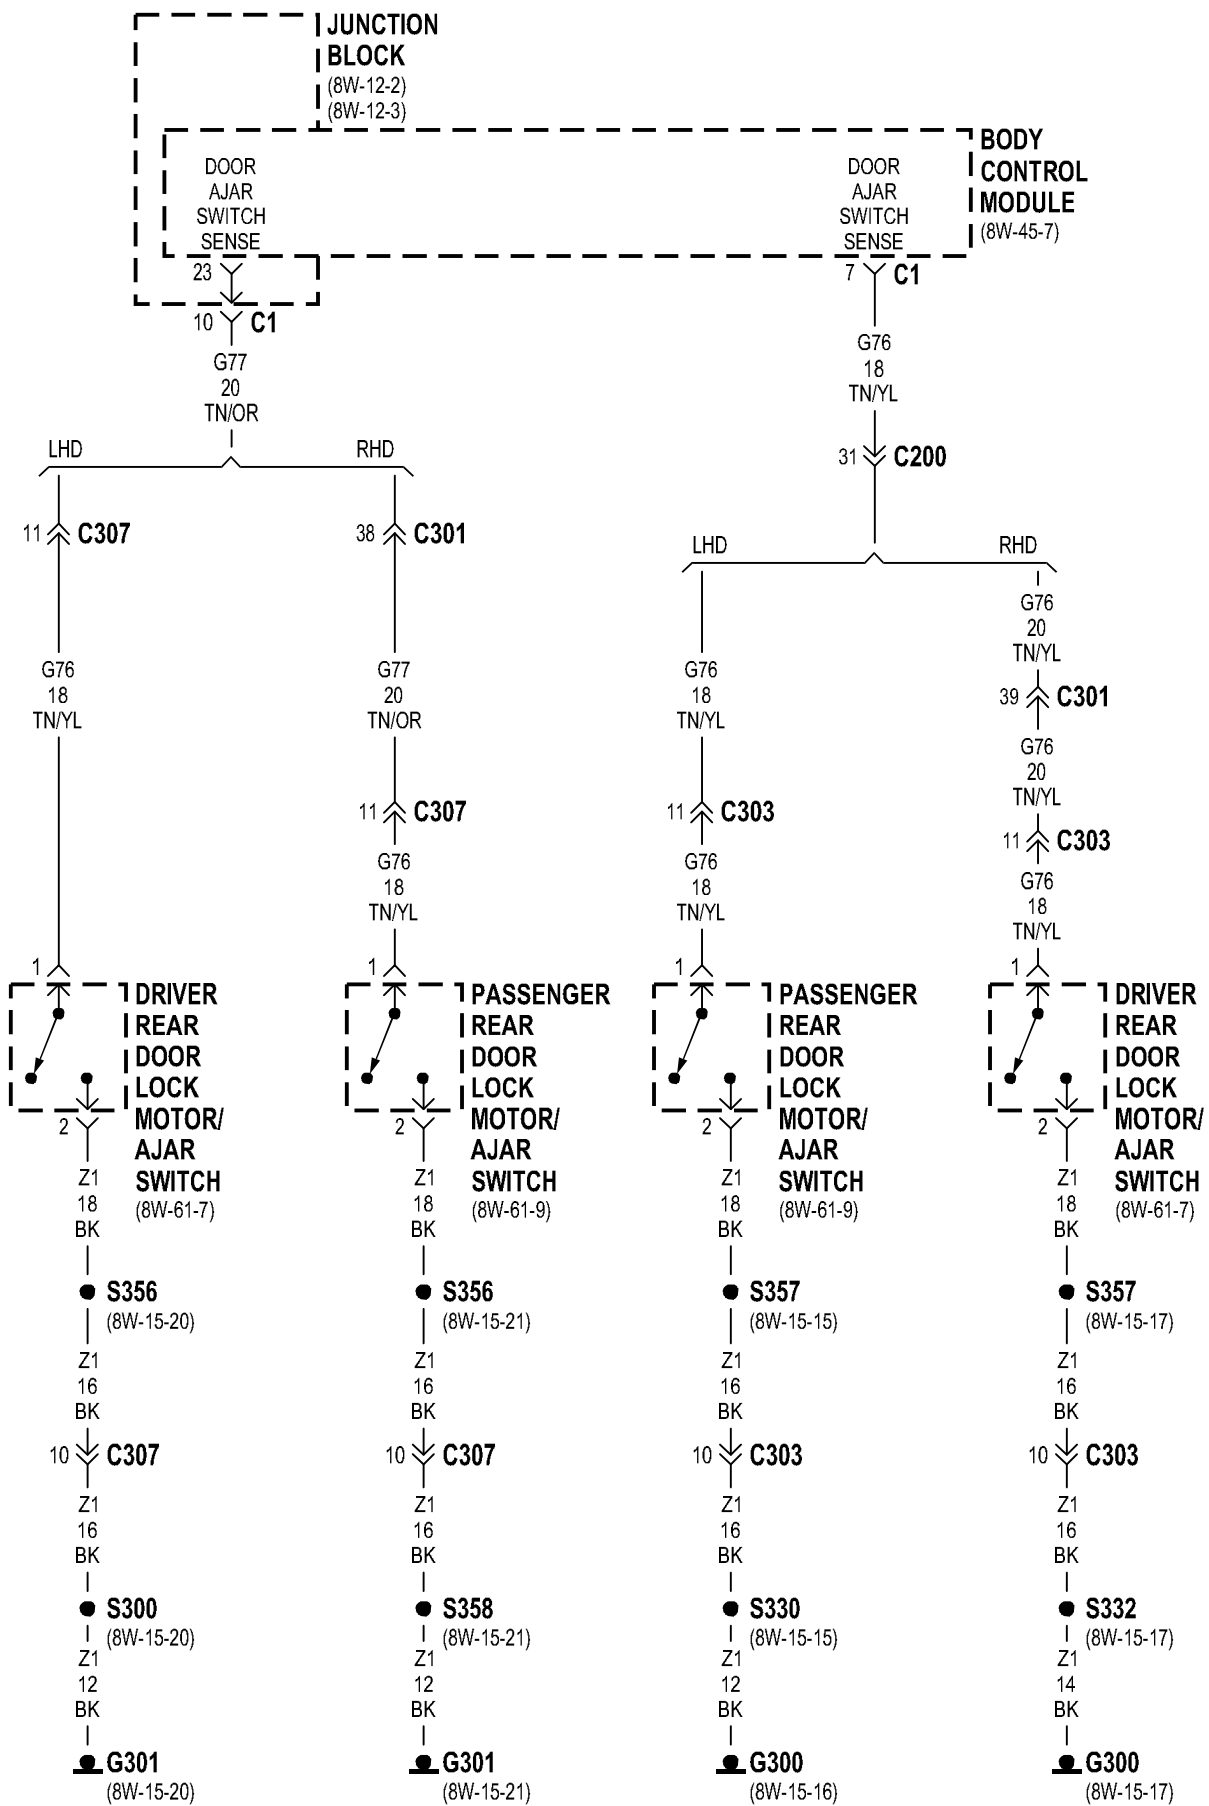 JUNCTION
BLOCK
(8W-12-2)
(8W-12-3)
BODY
CONTROL
MODULE
(8W-45-7)
DOOR
AJAR
SWITCH
SENSE
DOOR
AJAR
SWITCH
SENSE
23
10 C1
G77
20
TN/OR
7 C1
G76
18
TN/YL
31 C200
LHD
RHD
LHD
RHD
11 C307
G76
18
TN/YL
1
DRIVER
REAR
DOOR
LOCK
MOTOR/
AJAR
SWITCH
(8W-61-7)
2
Z1
18
BK
S356
(8W-15-20)
Z1
16
BK
10 C307
Z1
16
BK
S300
(8W-15-20)
Z1
12
BK
G301
(8W-15-20)
38 C301
G77
20
TN/OR
11 C307
G76
18
TN/YL
1
PASSENGER
REAR
DOOR
LOCK
MOTOR/
AJAR
SWITCH
(8W-61-9)
2
Z1
18
BK
S356
(8W-15-21)
Z1
16
BK
10 C307
Z1
16
BK
S358
(8W-15-21)
Z1
12
BK
G301
(8W-15-21)
G76
18
TN/YL
11 C303
G76
18
TN/YL
1
PASSENGER
REAR
DOOR
LOCK
MOTOR/
AJAR
SWITCH
(8W-61-9)
2
Z1
18
BK
S357
(8W-15-15)
Z1
16
BK
10 C303
Z1
16
BK
S330
(8W-15-15)
Z1
12
BK
G300
(8W-15-16)
G76
20
TN/YL
39 C301
G76
20
TN/YL
11 C303
G76
18
TN/YL
1
DRIVER
REAR
DOOR
LOCK
MOTOR/
AJAR
SWITCH
(8W-61-7)
2
Z1
18
BK
S357
(8W-15-17)
Z1
16
BK
10 C303
Z1
16
BK
S332
(8W-15-17)
Z1
14
BK
G300
(8W-15-17)